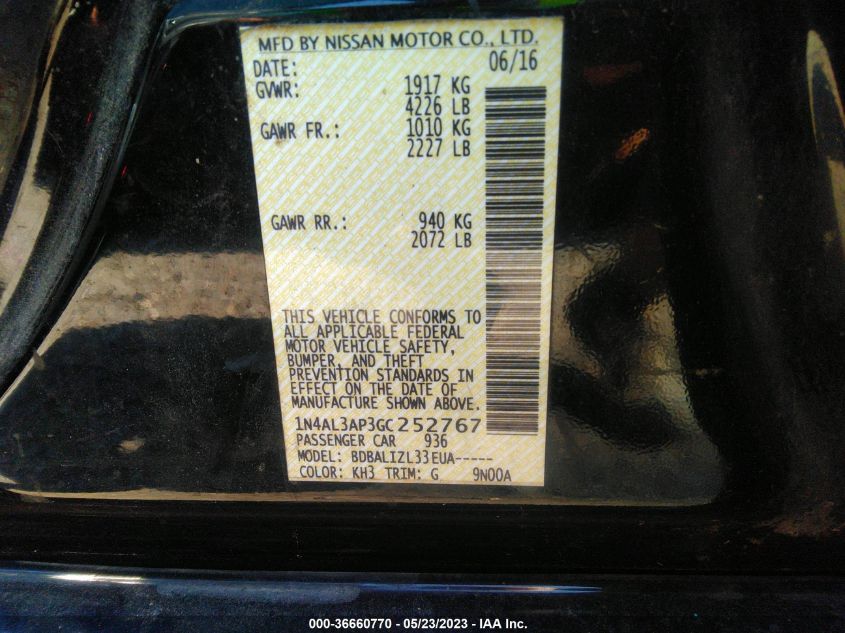 MFD BY NISSAN MOTOR CO., LTD.
DATE: 06/16
GVWR: 1917 KG
4226 LB
GAWR FR.: 1010 KG
2227 LB
GAWR RR.: 940 KG
2072 LB
THIS VEHICLE CONFORMS TO
ALL APPLICABLE FEDERAL
MOTOR VEHICLE SAFETY,
BUMPER, AND THEFT
PREVENTION STANDARDS IN
EFFECT ON THE DATE OF
MANUFACTURE SHOWN ABOVE.
1N4AL3AP3GC252767
PASSENGER CAR 936
MODEL: BDBALIZL33EUA-----
COLOR: KH3 TRIM: G 9N00A
000-36660770 - 05/23/2023 - IAA Inc.